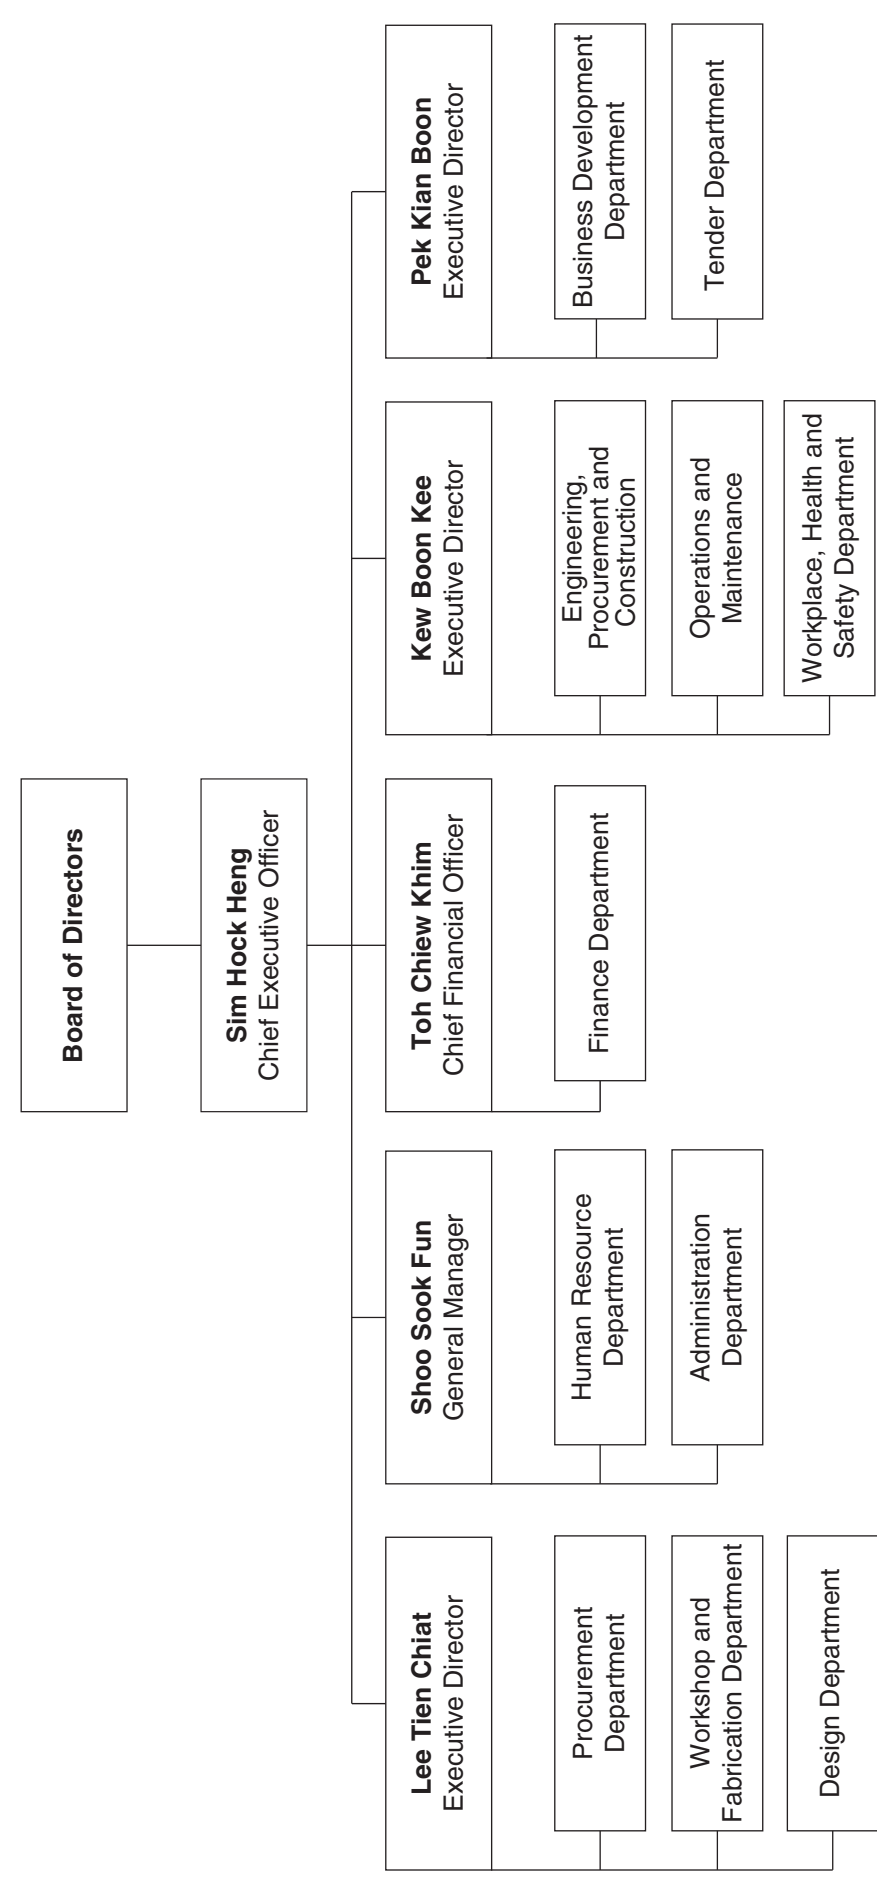 Board of Directors
Sim Hock Heng
Chief Executive Officer
Lee Tien Chiat
Executive Director
Procurement
Department
Workshop and
Fabrication Department
Design Department
Shoo Sook Fun
General Manager
Human Resource
Department
Administration
Department
Toh Chiew Khim
Chief Financial Officer
Finance Department
Kew Boon Kee
Executive Director
Engineering,
Procurement and
Construction
Operations and
Maintenance
Workplace, Health and
Safety Department
Pek Kian Boon
Executive Director
Business Development
Department
Tender Department